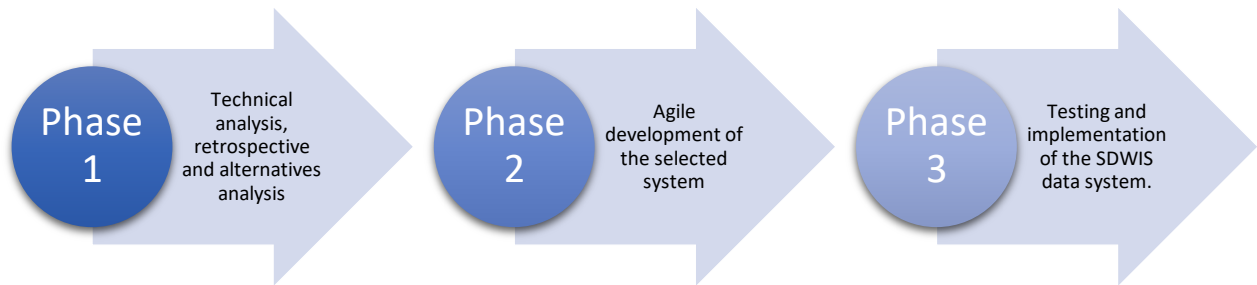 Phase
1
Technical
analysis,
retrospective
and alternatives
analysis
Phase
2
Agile
development of
the selected
system
Phase
3
Testing and
implementation
of the SDWIS
data system.